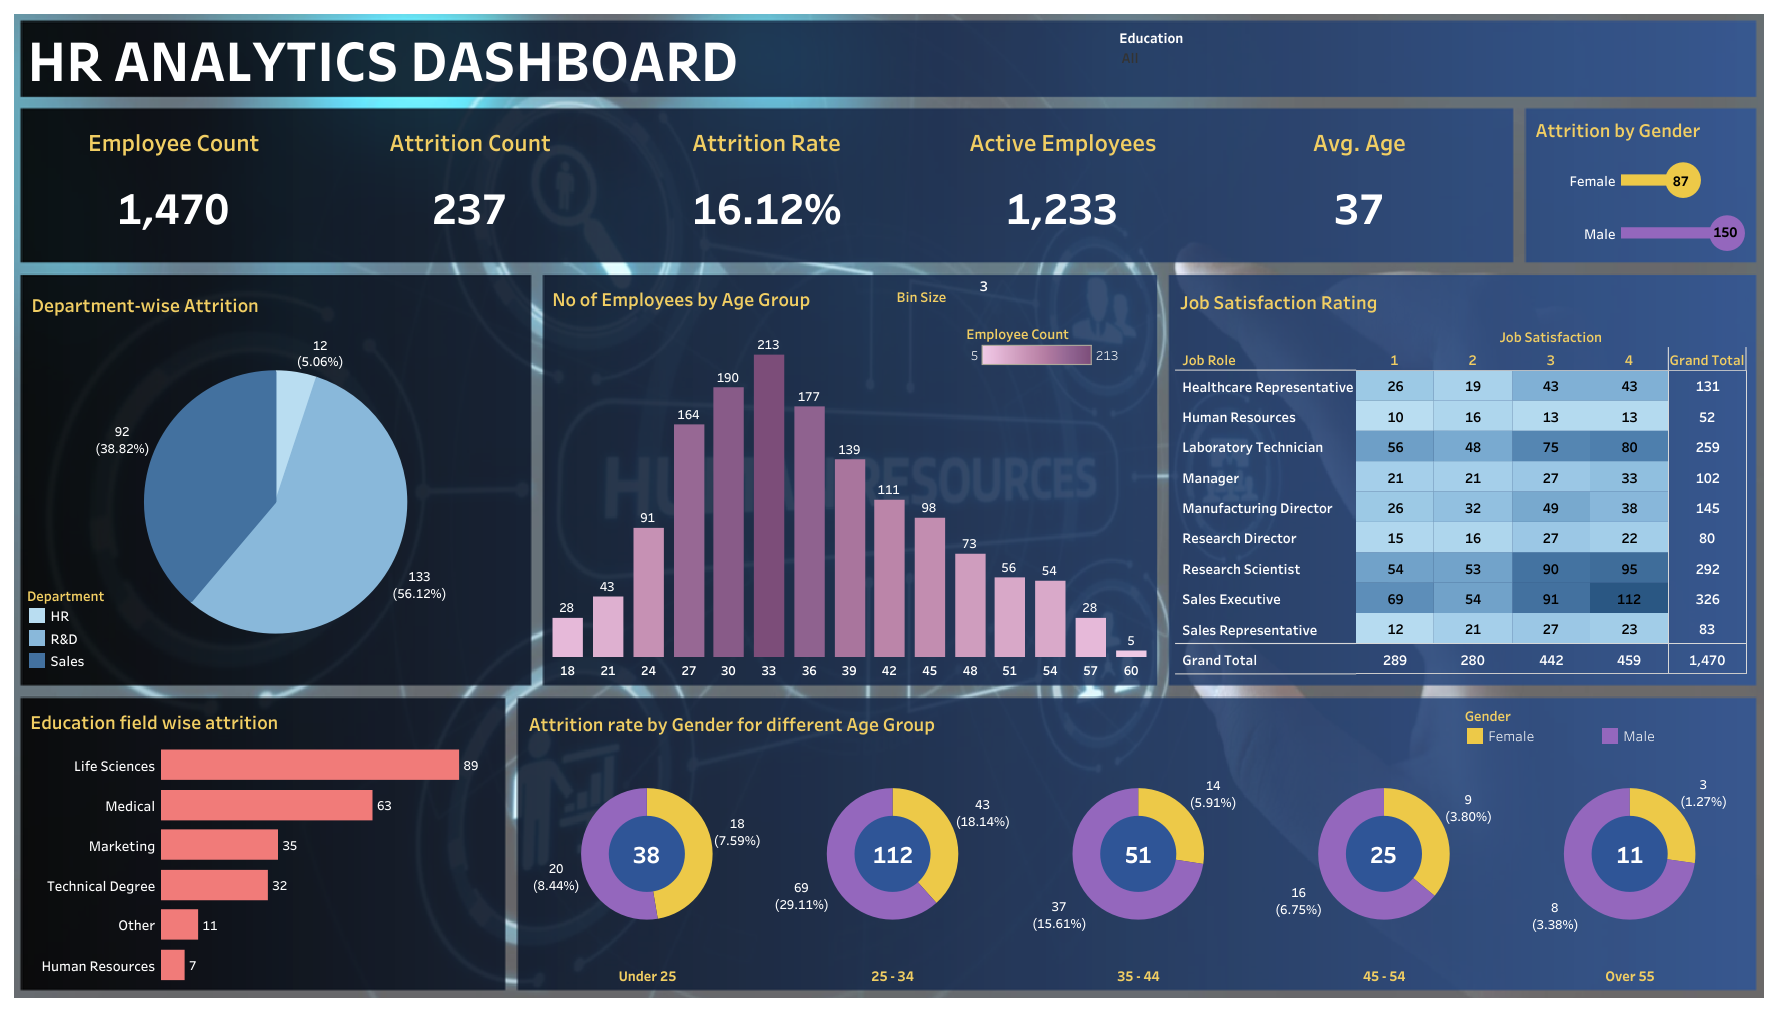 HR ANALYTICS DASHBOARD
Education
All
Employee Count
1,470
Attrition Count
237
Attrition Rate
16.12%
Active Employees
1,233
Avg. Age
37
Attrition by Gender
Female 87
Male 150
Department-wise Attrition
12
(5.06%)
92
(38.82%)
133
(56.12%)
Department
HR
R&D
Sales
No of Employees by Age Group
Bin Size
3
Employee Count
5 213
28 43 91 164 190 213 177 139 111 98 73 56 54 28 5
18 21 24 27 30 33 36 39 42 45 48 51 54 57 60
HUMAN RESOURCES
Job Satisfaction Rating
Job Satisfaction
Job Role 1 2 3 4 Grand Total
Healthcare Representative 26 19 43 43 131
Human Resources 10 16 13 13 52
Laboratory Technician 56 48 75 80 259
Manager 21 21 27 33 102
Manufacturing Director 26 32 49 38 145
Research Director 15 16 27 22 80
Research Scientist 54 53 90 95 292
Sales Executive 69 54 91 112 326
Sales Representative 12 21 27 23 83
Grand Total 289 280 442 459 1,470
Education field wise attrition
Life Sciences 89
Medical 63
Marketing 35
Technical Degree 32
Other 11
Human Resources 7
Attrition rate by Gender for different Age Group
Gender
Female Male
18
(7.59%)
38
20
(8.44%)
Under 25
43
(18.14%)
112
69
(29.11%)
25 - 34
14
(5.91%)
51
37
(15.61%)
35 - 44
9
(3.80%)
25
16
(6.75%)
45 - 54
3
(1.27%)
11
8
(3.38%)
Over 55